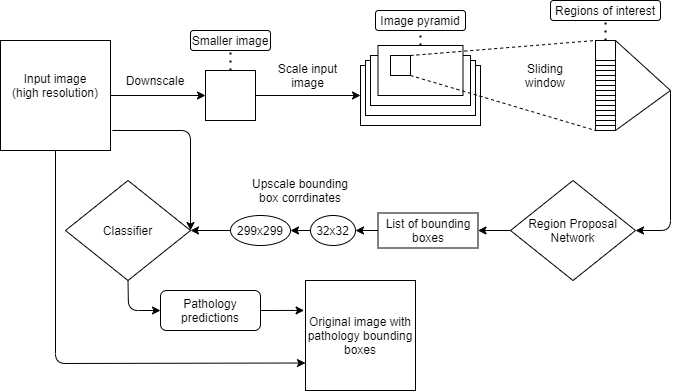 Regions of interest
Image pyramid
Smaller image
Input image
(high resolution)
Downscale
Scale input
image
Sliding
window
Upscale bounding
box corrdinates
Classifier
299x299
32x32
List of bounding
boxes
Region Proposal
Network
Pathology
predictions
Original image with
pathology bounding
boxes